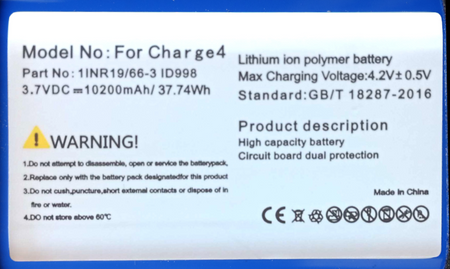 Model No: For Charge4
Part No: 1INR19/66-3 ID998
3.7VDC⎓10200mAh/ 37.74Wh
Lithium ion polymer battery
Max Charging Voltage:4.2V± 0.5V
Standard:GB/T 18287-2016
WARNING!
1.Do not attempt to disassemble, open or service the batterypack,
2.Replace only with the battery pack designatedfor this product
3.Do not cush,puncture,short external contacts or dispose of in
fire or water.
4.DO not store above 60℃
Product description
High capacity battery
Circuit board dual protection
Made In China
CE